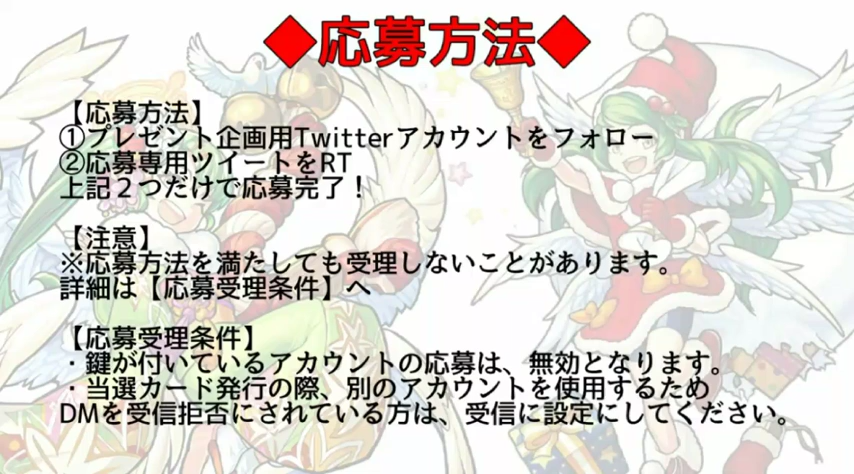 ◆応募方法◆
【応募方法】
①プレゼント企画用Twitterアカウントをフォロー
②応募専用ツイートをRT
上記２つだけで応募完了！
【注意】
※応募方法を満たしても受理しないことがあります。
詳細は【応募受理条件】へ
【応募受理条件】
・鍵が付いているアカウントの応募は、無効となります。
・当選カード発行の際、別のアカウントを使用するため
DMを受信拒否にされている方は、受信に設定にしてください。